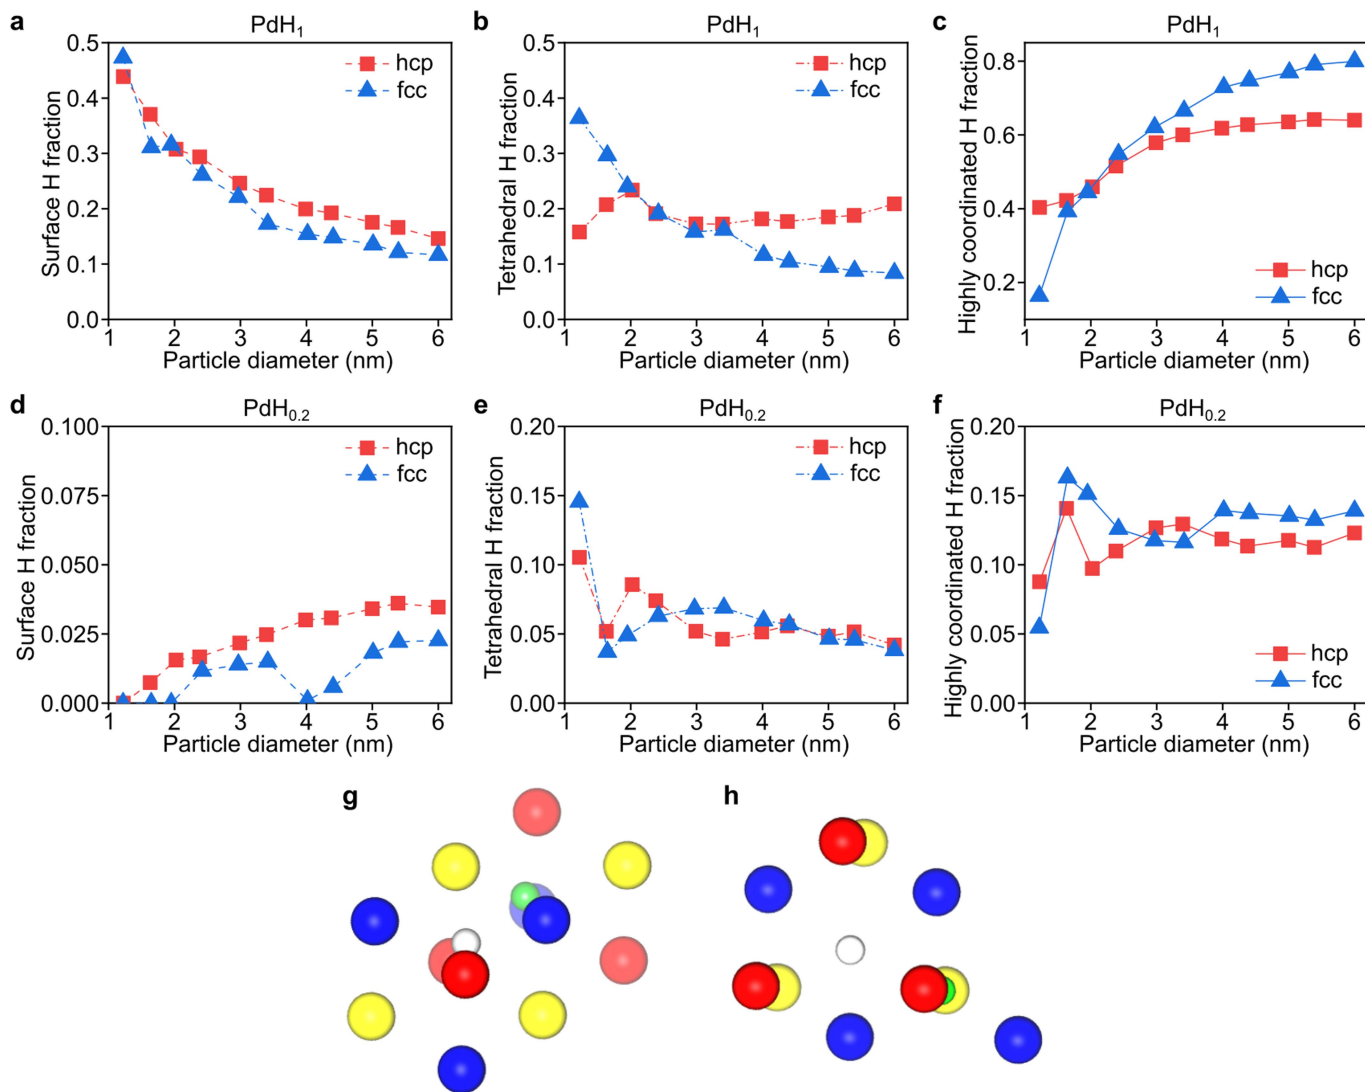 a
PdH₁
Surface H fraction
0.5
0.4
0.3
0.2
0.1
0.0
hcp
fcc
1 2 3 4 5 6
Particle diameter (nm)
b
PdH₁
Tetrahedral H fraction
0.5
0.4
0.3
0.2
0.1
0.0
hcp
fcc
1 2 3 4 5 6
Particle diameter (nm)
c
PdH₁
Highly coordinated H fraction
0.8
0.6
0.4
0.2
hcp
fcc
1 2 3 4 5 6
Particle diameter (nm)
d
PdH₀.₂
Surface H fraction
0.100
0.075
0.050
0.025
0.000
hcp
fcc
1 2 3 4 5 6
Particle diameter (nm)
e
PdH₀.₂
Tetrahedral H fraction
0.20
0.15
0.10
0.05
0.00
hcp
fcc
1 2 3 4 5 6
Particle diameter (nm)
f
PdH₀.₂
Highly coordinated H fraction
0.20
0.15
0.10
0.05
0.00
hcp
fcc
1 2 3 4 5 6
Particle diameter (nm)
g
h